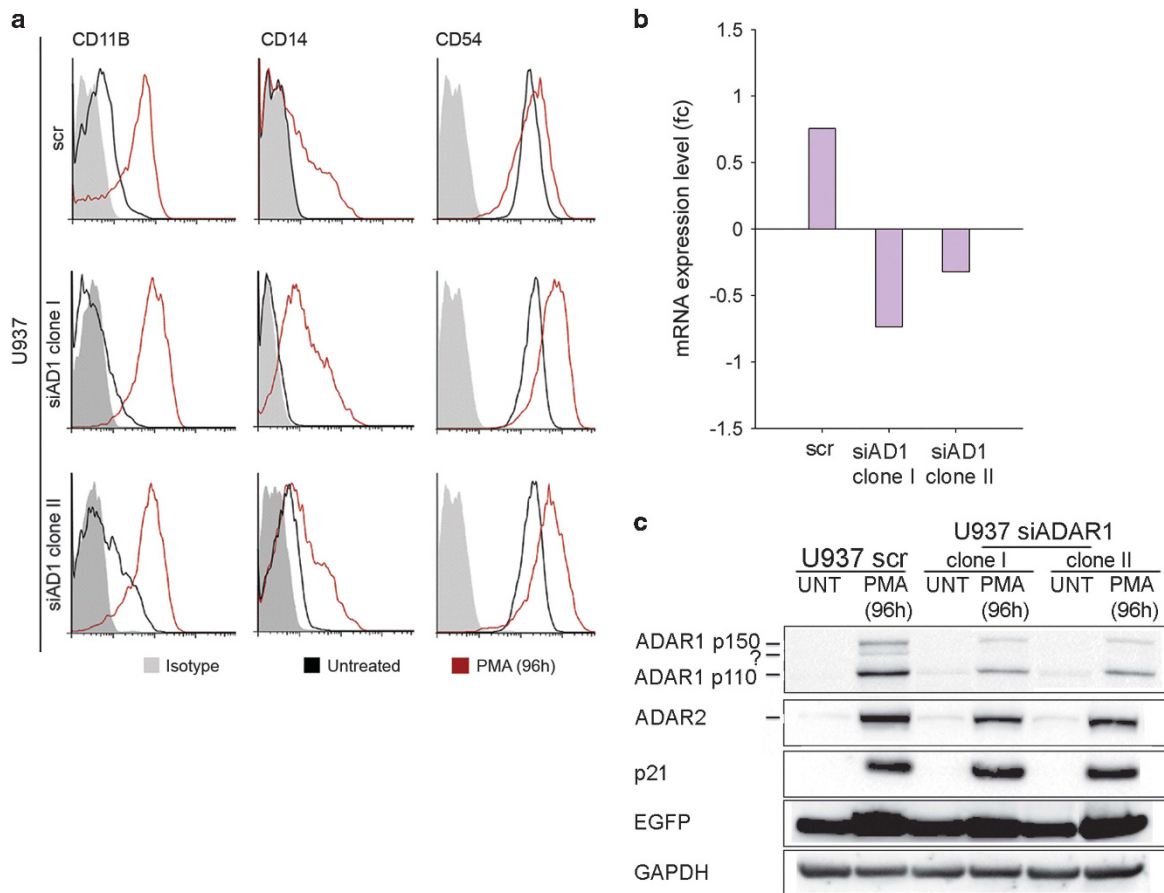 a
CD11B CD14 CD54
U937
scr
siAD1 clone I
siAD1 clone II
Isotype Untreated PMA (96h)
b
mRNA expression level (fc)
1.5
1
0.5
0
-0.5
-1
-1.5
scr siAD1 siAD1
clone I clone II
c
U937 siADAR1
U937 scr clone I clone II
UNT PMA UNT PMA UNT PMA
(96h) (96h) (96h)
ADAR1 p150
?
ADAR1 p110
ADAR2
p21
EGFP
GAPDH